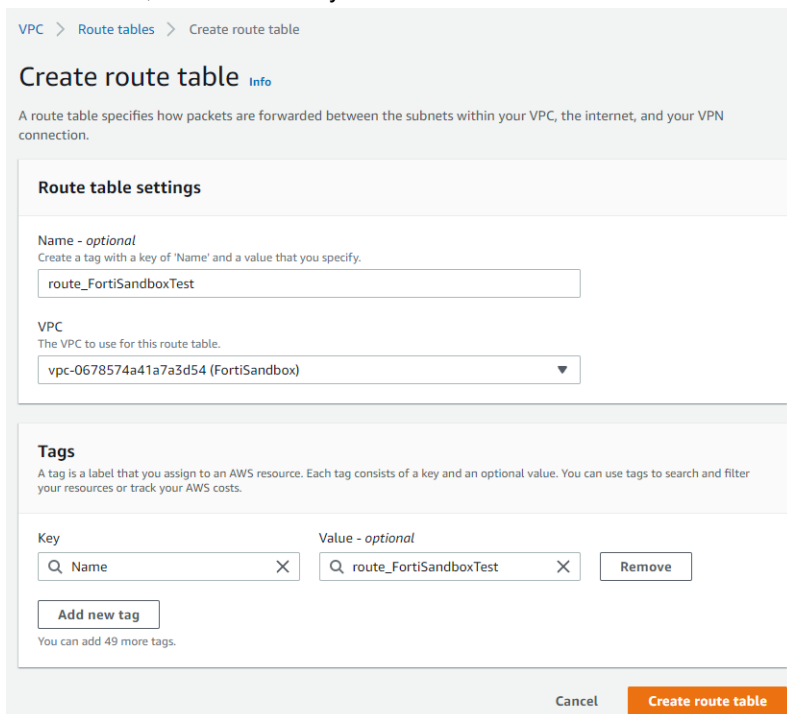 VPC > Route tables > Create route table
Create route table Info
A route table specifies how packets are forwarded between the subnets within your VPC, the internet, and your VPN
connection.
Route table settings
Name - optional
Create a tag with a key of 'Name' and a value that you specify.
route_FortiSandboxTest
VPC
The VPC to use for this route table.
vpc-0678574a41a7a3d54 (FortiSandbox)
Tags
A tag is a label that you assign to an AWS resource. Each tag consists of a key and an optional value. You can use tags to search and filter
your resources or track your AWS costs.
Key Value - optional
Name route_FortiSandboxTest Remove
Add new tag
You can add 49 more tags.
Cancel Create route table